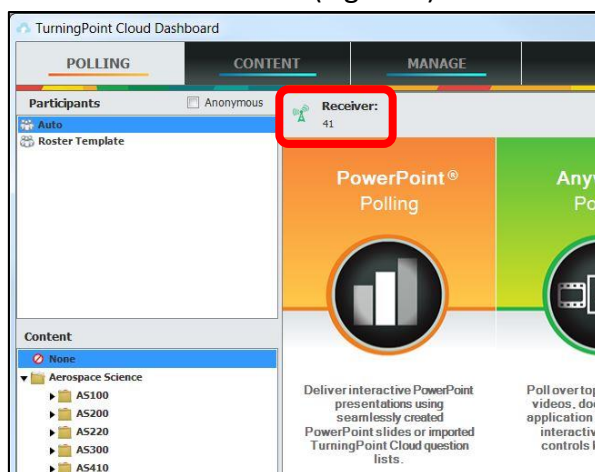 TurningPoint Cloud Dashboard
POLLING CONTENT MANAGE
Participants Anonymous
Receiver:
41
Auto
Roster Template
PowerPoint®
Polling
Content
None
Aerospace Science
AS100
AS200
AS220
AS300
AS410
Deliver interactive PowerPoint
presentations using
seamlessly created
PowerPoint slides or imported
TurningPoint Cloud question
lists.
Poll over top
videos, do
application
interactiv
controls